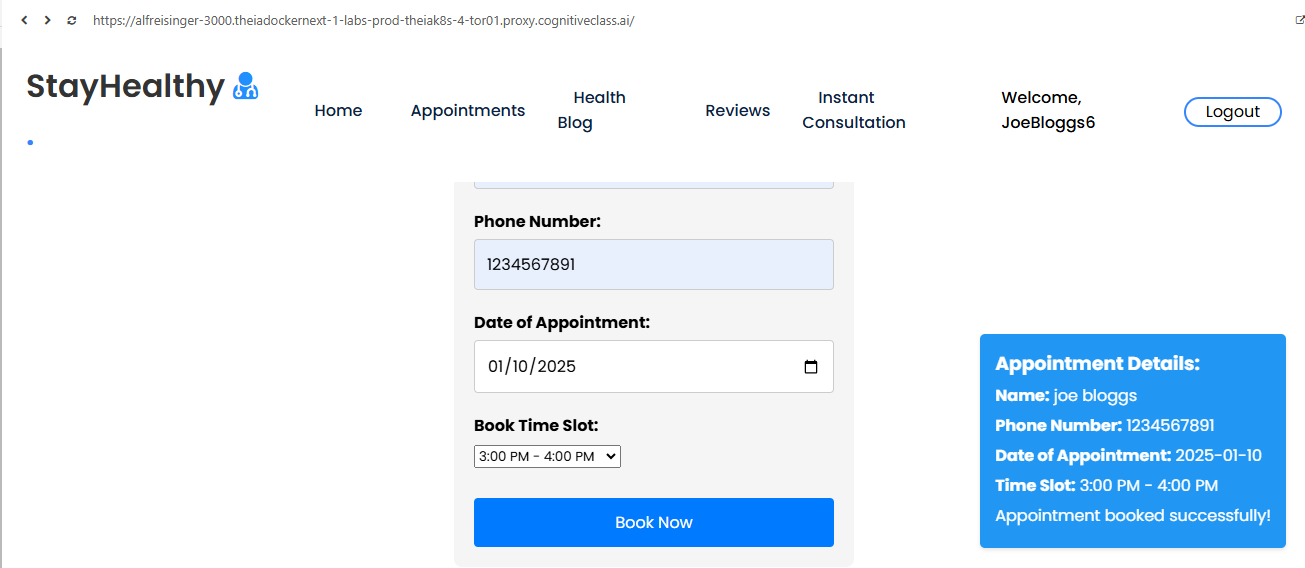 https://alfreisinger-3000.theiadockernext-1-labs-prod-theiak8s-4-tor01.proxy.cognitiveclass.ai/
StayHealthy
Home
Appointments
Health
Blog
Reviews
Instant
Consultation
Welcome,
JoeBloggs6
Logout
Phone Number:
1234567891
Date of Appointment:
01/10/2025
Book Time Slot:
3:00 PM - 4:00 PM
Book Now
Appointment Details:
Name: joe bloggs
Phone Number: 1234567891
Date of Appointment: 2025-01-10
Time Slot: 3:00 PM - 4:00 PM
Appointment booked successfully!